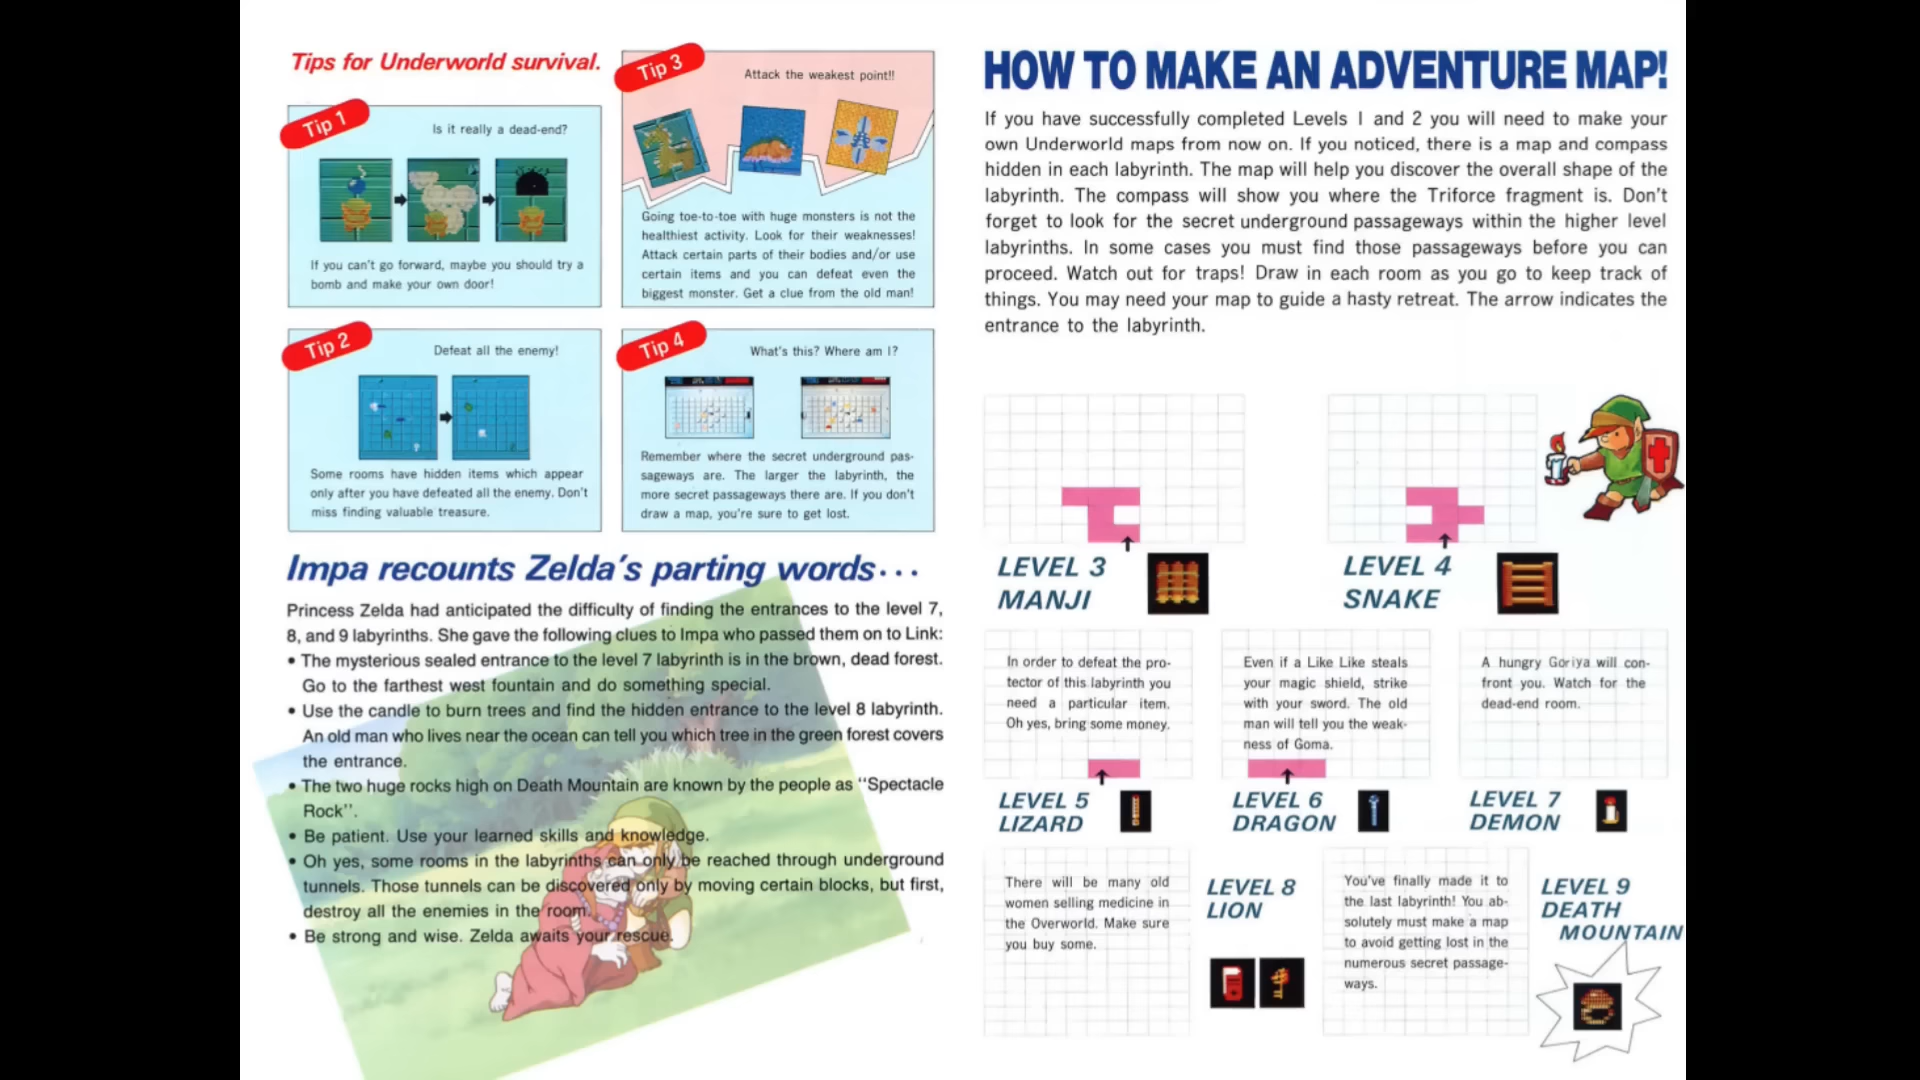 Tips for Underworld survival.
Tip 1
Is it really a dead-end?
If you can't go forward, maybe you should try a
bomb and make your own door!
Tip 2
Defeat all the enemy!
Some rooms have hidden items which appear
only after you have defeated all the enemy. Don't
miss finding valuable treasure.
Tip 3
Attack the weakest point!!
Going toe-to-toe with huge monsters is not the
healthiest activity. Look for their weaknesses!
Attack certain parts of their bodies and/or use
certain items and you can defeat even the
biggest monster. Get a clue from the old man!
Tip 4
What's this? Where am I?
Remember where the secret underground pas-
sageways are. The larger the labyrinth, the
more secret passageways there are. If you don't
draw a map, you're sure to get lost.
Impa recounts Zelda's parting words···
Princess Zelda had anticipated the difficulty of finding the entrances to the level 7,
8, and 9 labyrinths. She gave the following clues to Impa who passed them on to Link:
• The mysterious sealed entrance to the level 7 labyrinth is in the brown, dead forest.
Go to the farthest west fountain and do something special.
• Use the candle to burn trees and find the hidden entrance to the level 8 labyrinth.
An old man who lives near the ocean can tell you which tree in the green forest covers
the entrance.
• The two huge rocks high on Death Mountain are known by the people as ''Spectacle
Rock''.
• Be patient. Use your learned skills and knowledge.
• Oh yes, some rooms in the labyrinths can only be reached through underground
tunnels. Those tunnels can be discovered only by moving certain blocks, but first,
destroy all the enemies in the room.
• Be strong and wise. Zelda awaits your rescue.
HOW TO MAKE AN ADVENTURE MAP!
If you have successfully completed Levels 1 and 2 you will need to make your
own Underworld maps from now on. If you noticed, there is a map and compass
hidden in each labyrinth. The map will help you discover the overall shape of the
labyrinth. The compass will show you where the Triforce fragment is. Don't
forget to look for the secret underground passageways within the higher level
labyrinths. In some cases you must find those passageways before you can
proceed. Watch out for traps! Draw in each room as you go to keep track of
things. You may need your map to guide a hasty retreat. The arrow indicates the
entrance to the labyrinth.
LEVEL 3
MANJI
LEVEL 4
SNAKE
In order to defeat the pro-
tector of this labyrinth you
need a particular item.
Oh yes, bring some money.
LEVEL 5
LIZARD
Even if a Like Like steals
your magic shield, strike
with your sword. The old
man will tell you the weak-
ness of Goma.
LEVEL 6
DRAGON
A hungry Goriya will con-
front you. Watch for the
dead-end room.
LEVEL 7
DEMON
There will be many old
women selling medicine in
the Overworld. Make sure
you buy some.
LEVEL 8
LION
You've finally made it to
the last labyrinth! You ab-
solutely must make a map
to avoid getting lost in the
numerous secret passage-
ways.
LEVEL 9
DEATH
MOUNTAIN